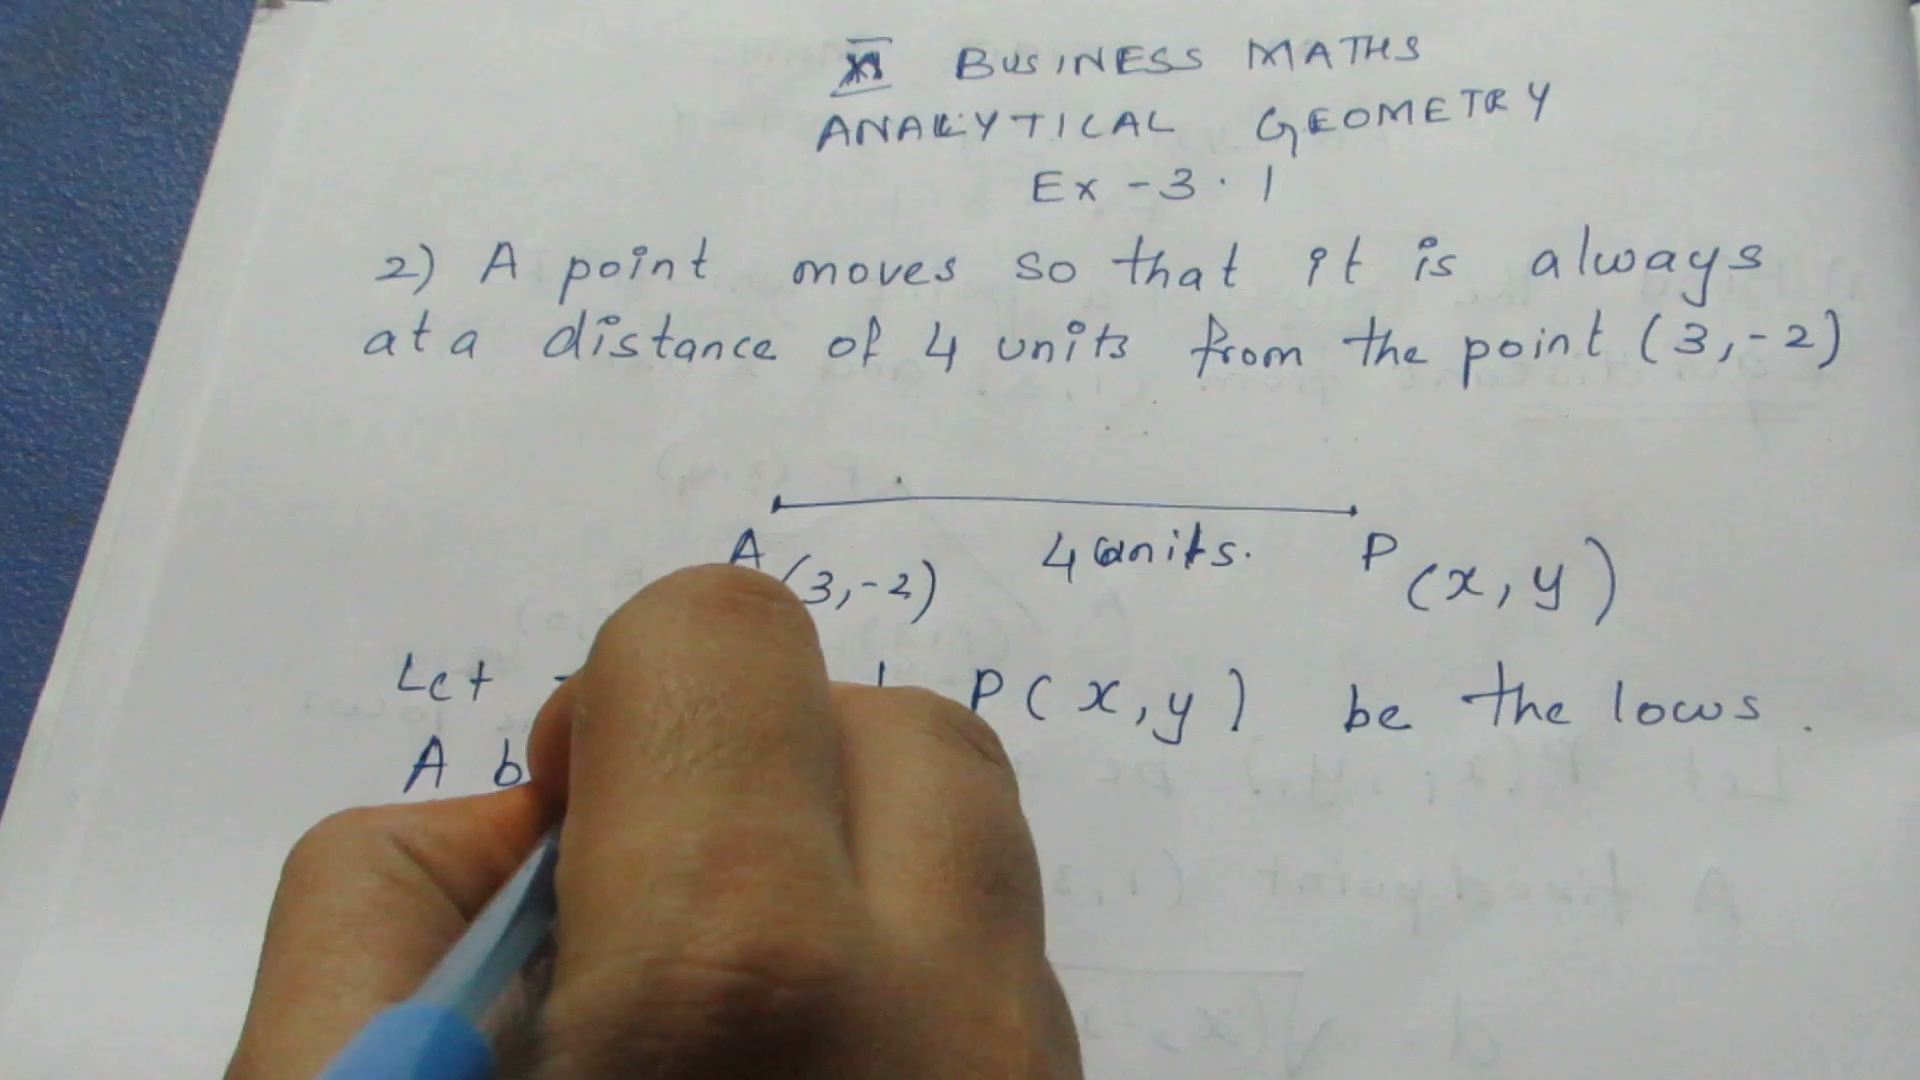 XI BUSINESS MATHS
ANALYTICAL GEOMETRY
Ex - 3.1
2) A point moves so that it is always
at a distance of 4 units from the point (3,-2)
A 4 units. P
(3,-2) (x,y)
Let P(x,y) be the locus.
A b